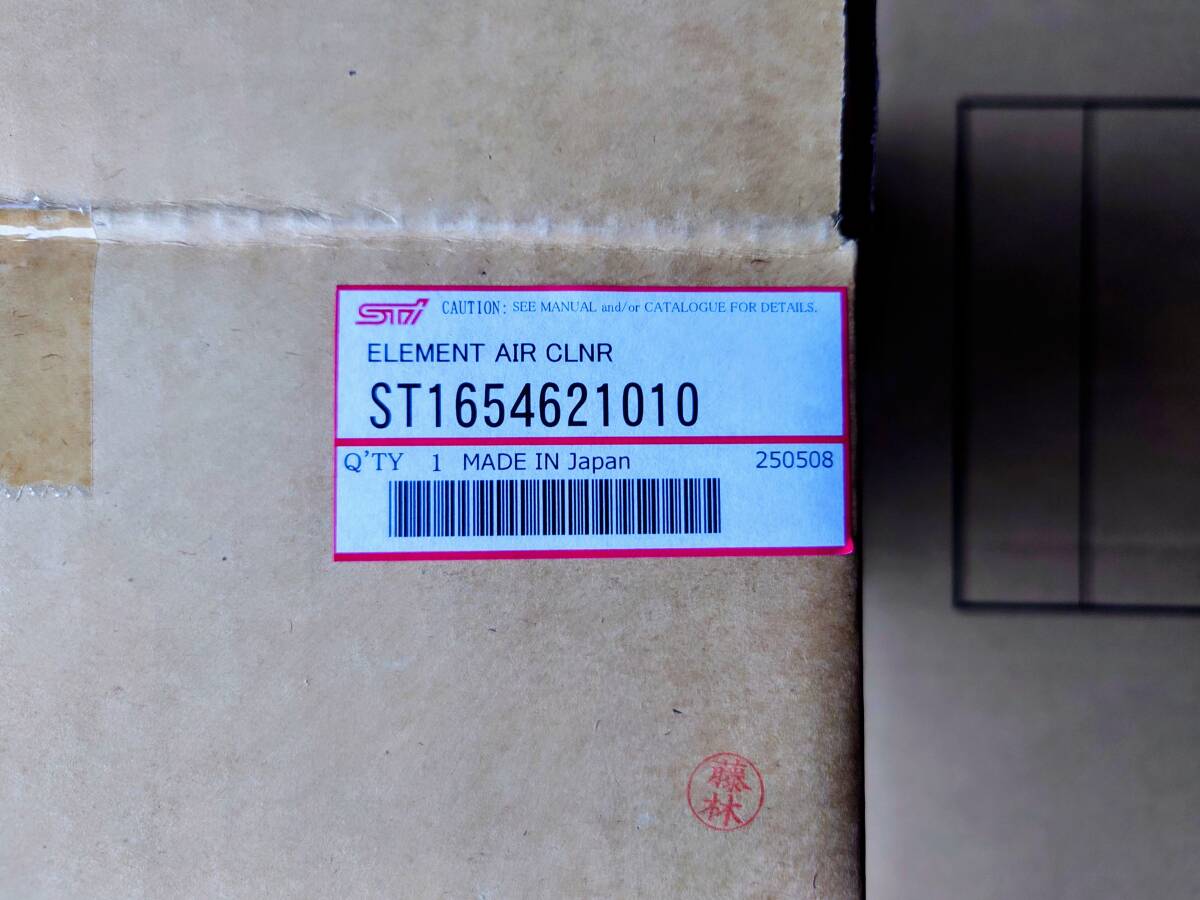 STI CAUTION: SEE MANUAL and/or CATALOGUE FOR DETAILS.
ELEMENT AIR CLNR
ST1654621010
Q'TY 1 MADE IN Japan 250508
藤林